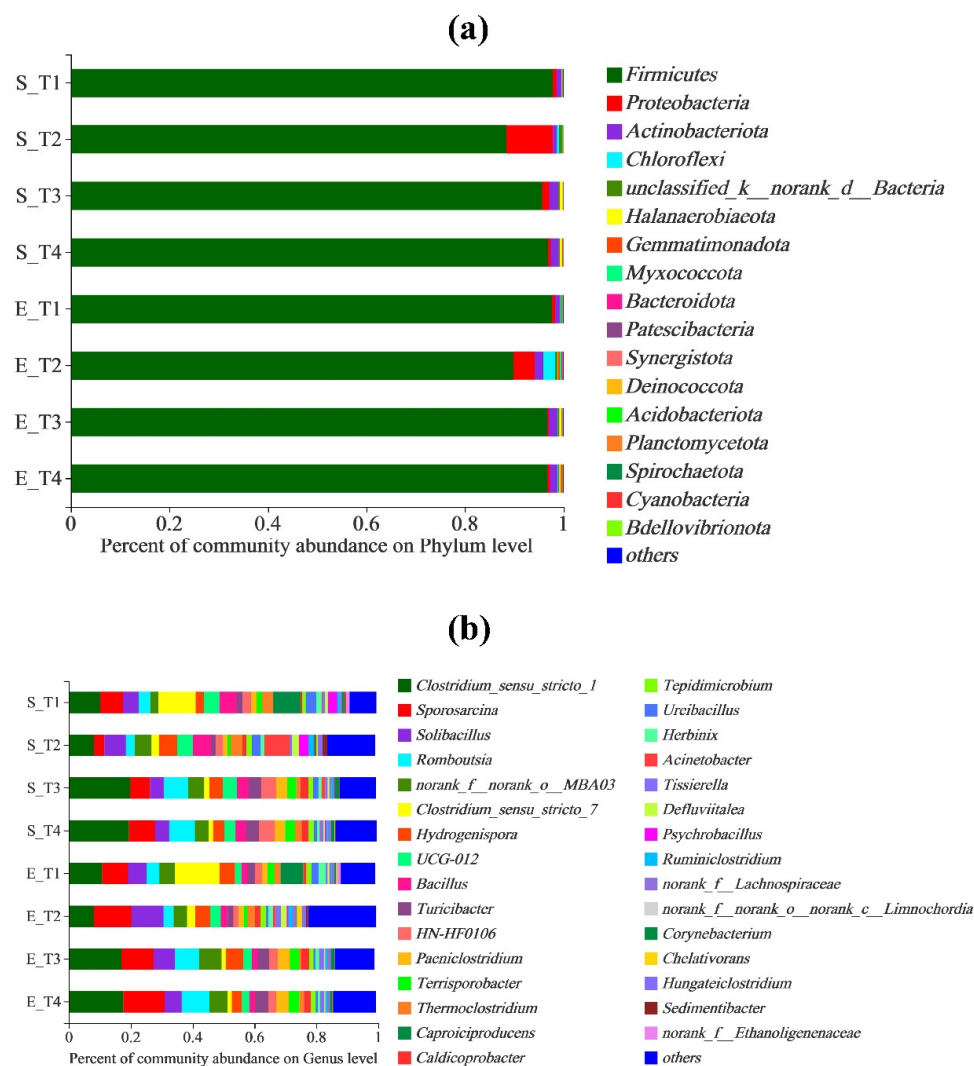 (a)
S_T1
S_T2
S_T3
S_T4
E_T1
E_T2
E_T3
E_T4
0 0.2 0.4 0.6 0.8 1
Percent of community abundance on Phylum level
Firmicutes
Proteobacteria
Actinobacteriota
Chloroflexi
unclassified_k__norank_d__Bacteria
Halanaerobiaeota
Gemmatimonadota
Myxococcota
Bacteroidota
Patescibacteria
Synergistota
Deinococcota
Acidobacteriota
Planctomycetota
Spirochaetota
Cyanobacteria
Bdellovibrionota
others
(b)
S_T1
S_T2
S_T3
S_T4
E_T1
E_T2
E_T3
E_T4
0 0.2 0.4 0.6 0.8 1
Percent of community abundance on Genus level
Clostridium_sensu_stricto_1
Sporosarcina
Solibacillus
Romboutsia
norank_f__norank_o__MBA03
Clostridium_sensu_stricto_7
Hydrogenispora
UCG-012
Bacillus
Turicibacter
HN-HF0106
Paeniclostridium
Terrisporobacter
Thermoclostridium
Caproiciproducens
Caldicoprobacter
Tepidimicrobium
Ureibacillus
Herbinix
Acinetobacter
Tissierella
Defluviitalea
Psychrobacillus
Ruminiclostridium
norank_f__Lachnospiraceae
norank_f__norank_o__norank_c__Limnochordia
Corynebacterium
Chelativorans
Hungateiclostridium
Sedimentibacter
norank_f__Ethanoligenenaceae
others